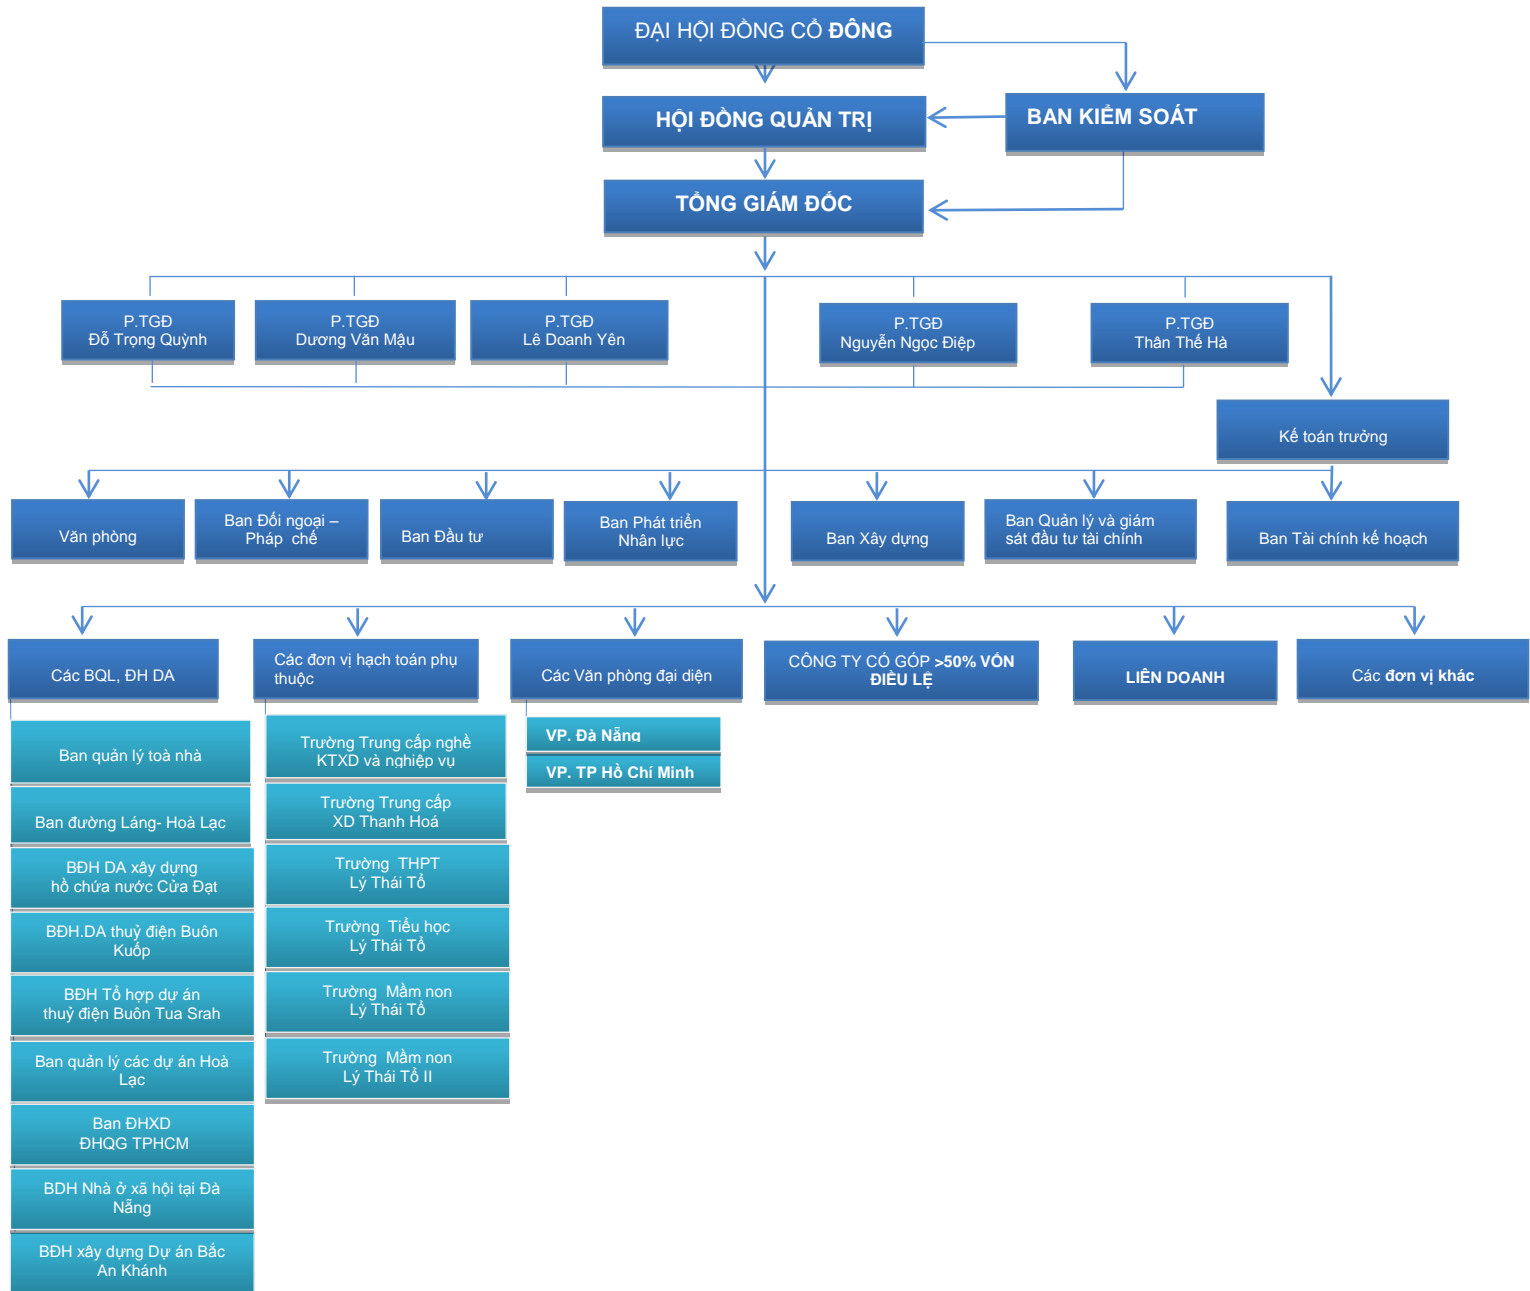 ĐẠI HỘI ĐỒNG CỔ ĐÔNG
HỘI ĐỒNG QUẢN TRỊ
BAN KIỂM SOÁT
TỔNG GIÁM ĐỐC
P.TGĐ
Đỗ Trọng Quỳnh
P.TGĐ
Dương Văn Mậu
P.TGĐ
Lê Doanh Yên
P.TGĐ
Nguyễn Ngọc Điệp
P.TGĐ
Thân Thế Hà
Kế toán trưởng
Văn phòng
Ban Đối ngoại –
Pháp chế
Ban Đầu tư
Ban Phát triển
Nhân lực
Ban Xây dựng
Ban Quản lý và giám
sát đầu tư tài chính
Ban Tài chính kế hoạch
Các BQL, ĐH DA
Các đơn vị hạch toán phụ
thuộc
Các Văn phòng đại diện
CÔNG TY CÓ GÓP >50% VỐN
ĐIỀU LỆ
LIÊN DOANH
Các đơn vị khác
Ban quản lý toà nhà
Ban đường Láng- Hoà Lạc
BĐH DA xây dựng
hồ chứa nước Cửa Đạt
BĐH.DA thuỷ điện Buôn
Kuốp
BĐH Tổ hợp dự án
thuỷ điện Buôn Tua Srah
Ban quản lý các dự án Hoà
Lạc
Ban ĐHXD
ĐHQG TPHCM
BDH Nhà ở xã hội tại Đà
Nẵng
BĐH xây dựng Dự án Bắc
An Khánh
Trường Trung cấp nghề
KTXD và nghiệp vụ
Trường Trung cấp
XD Thanh Hoá
Trường THPT
Lý Thái Tổ
Trường Tiểu học
Lý Thái Tổ
Trường Mầm non
Lý Thái Tổ
Trường Mầm non
Lý Thái Tổ II
VP. Đà Nẵng
VP. TP Hồ Chí Minh